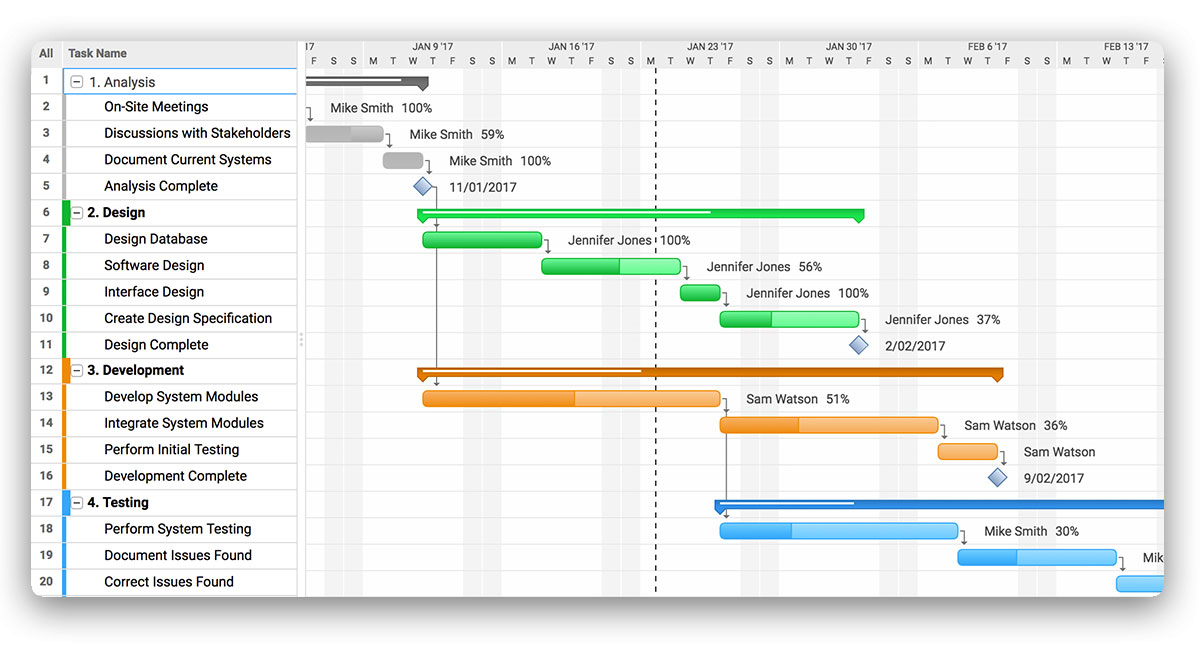 17 JAN 9 '17 JAN 16 '17 JAN 23 '17 JAN 30 '17 FEB 6 '17 FEB 13 '17
All Task Name
F S S M T W T F S S M T W T F S S M T W T F S S M T W T F S S M T W T F S S M T W T F
1 1. Analysis
2 On-Site Meetings Mike Smith 100%
3 Discussions with Stakeholders Mike Smith 59%
4 Document Current Systems Mike Smith 100%
5 Analysis Complete 11/01/2017
6 2. Design
7 Design Database Jennifer Jones 100%
8 Software Design Jennifer Jones 56%
9 Interface Design Jennifer Jones 100%
10 Create Design Specification Jennifer Jones 37%
11 Design Complete 2/02/2017
12 3. Development
13 Develop System Modules Sam Watson 51%
14 Integrate System Modules Sam Watson 36%
15 Perform Initial Testing Sam Watson
16 Development Complete 9/02/2017
17 4. Testing
18 Perform System Testing Mike Smith 30%
19 Document Issues Found Mik
20 Correct Issues Found